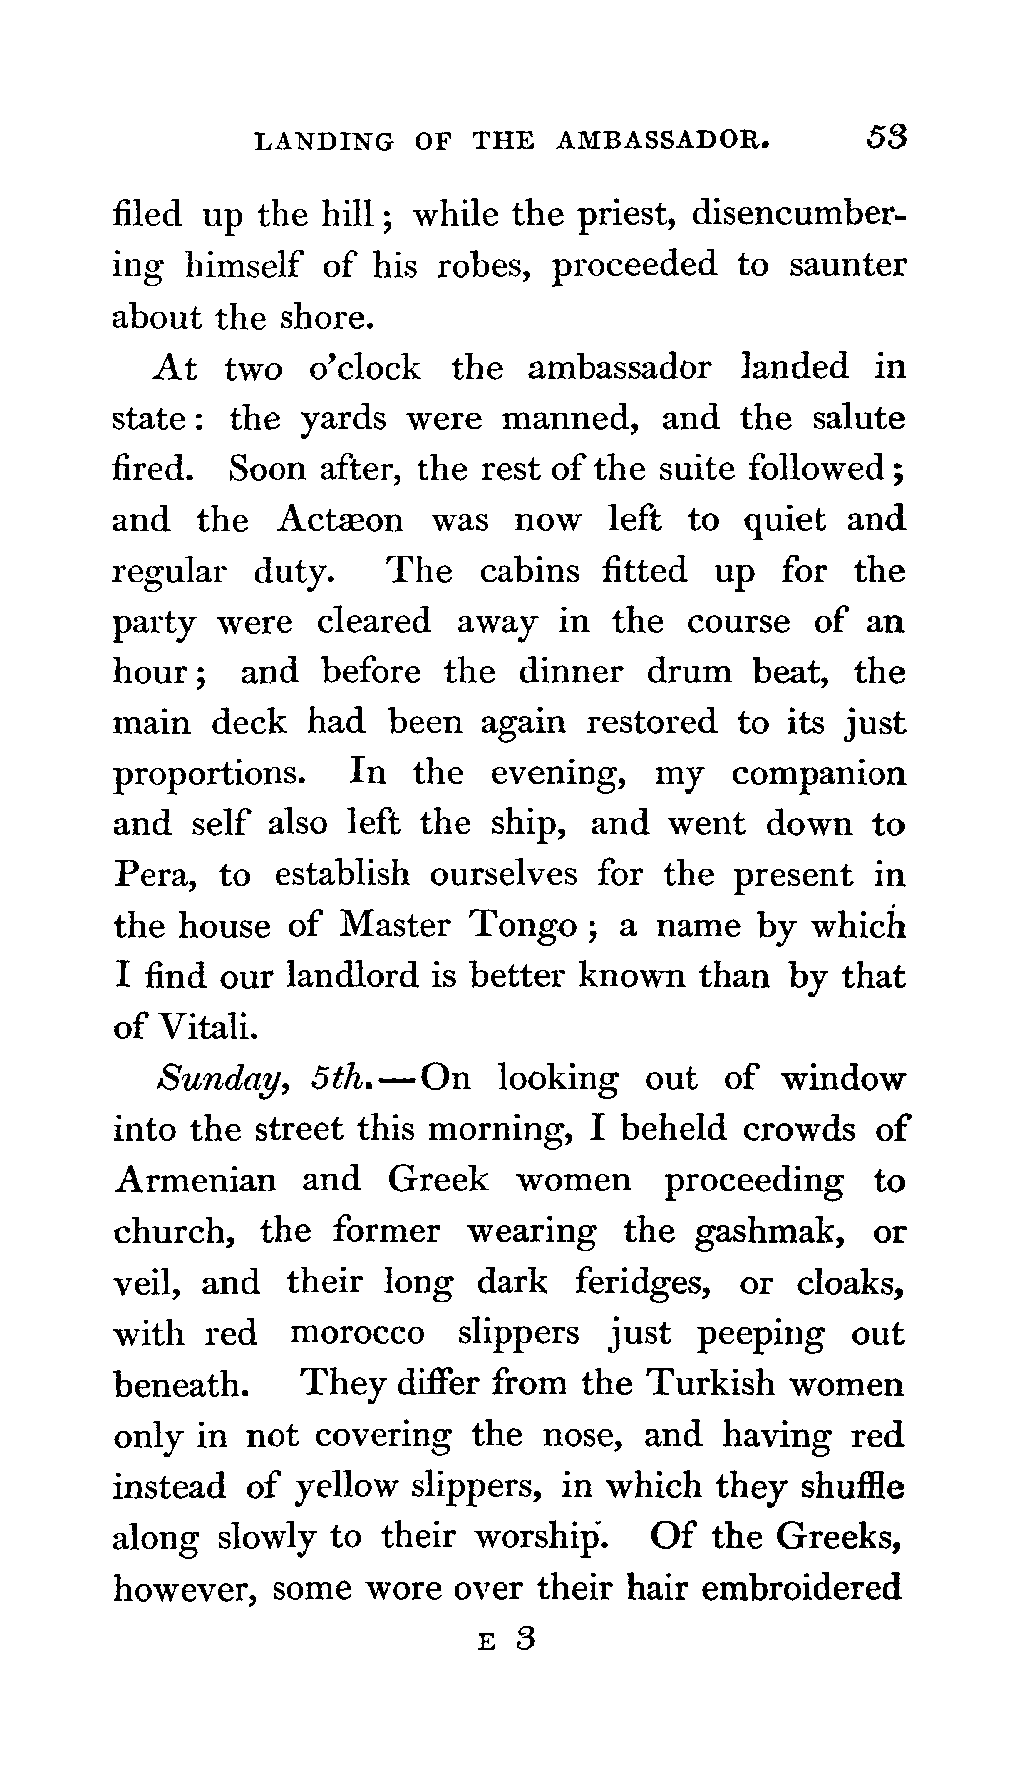 LANDING OF THE AMBASSADOR. 53
filed up the hill; while the priest, disencumber-
ing himself of his robes, proceeded to saunter
about the shore.
At two o'clock the ambassador landed in
state: the yards were manned, and the salute
fired. Soon after, the rest of the suite followed;
and the Actæon was now left to quiet and
regular duty. The cabins fitted up for the
party were cleared away in the course of an
hour; and before the dinner drum beat, the
main deck had been again restored to its just
proportions. In the evening, my companion
and self also left the ship, and went down to
Pera, to establish ourselves for the present in
the house of Master Tongo; a name by which
I find our landlord is better known than by that
of Vitali.
Sunday, 5th.—On looking out of window
into the street this morning, I beheld crowds of
Armenian and Greek women proceeding to
church, the former wearing the gashmak, or
veil, and their long dark feridges, or cloaks,
with red morocco slippers just peeping out
beneath. They differ from the Turkish women
only in not covering the nose, and having red
instead of yellow slippers, in which they shuffle
along slowly to their worship. Of the Greeks,
however, some wore over their hair embroidered
E 3